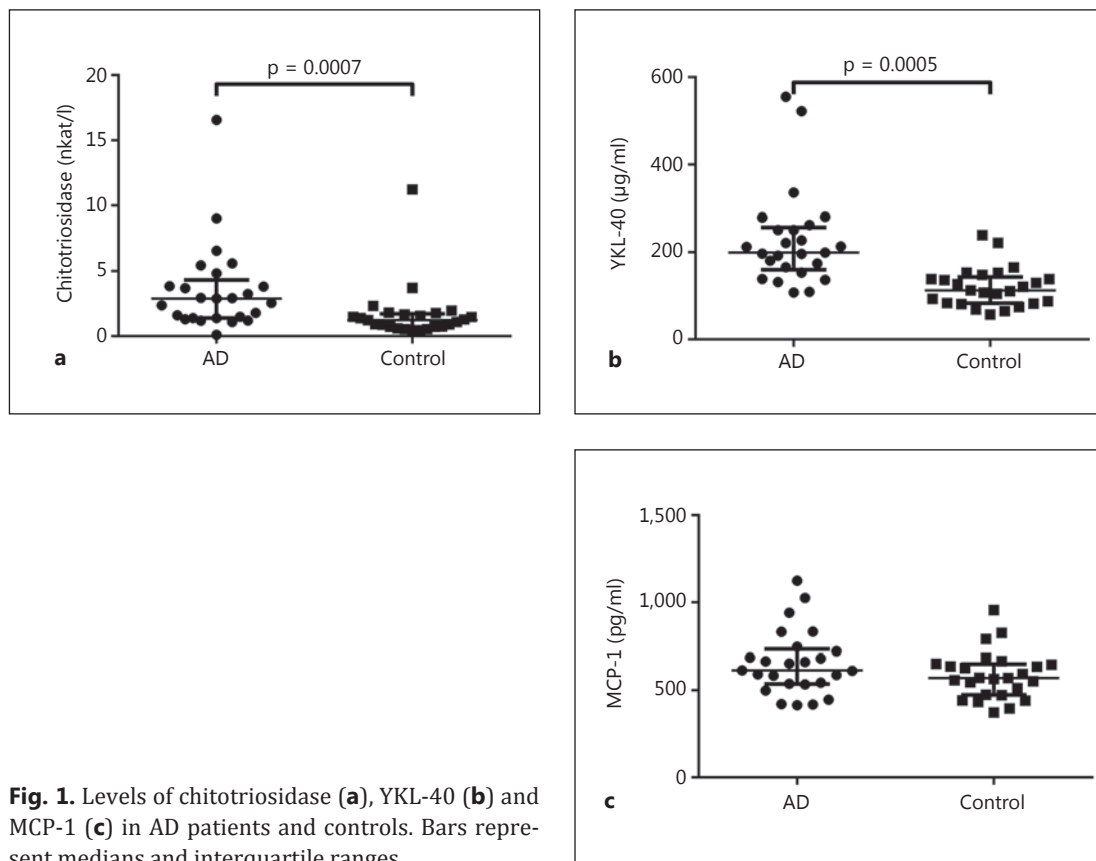 p = 0.0007
20
15
10
5
0
Chitotriosidase (nkat/l)
AD
Control
a
p = 0.0005
600
400
200
0
YKL-40 (μg/ml)
AD
Control
b
1,500
1,000
500
0
MCP-1 (pg/ml)
AD
Control
c
Fig. 1. Levels of chitotriosidase (a), YKL-40 (b) and
MCP-1 (c) in AD patients and controls. Bars repre-
sent medians and interquartile ranges.